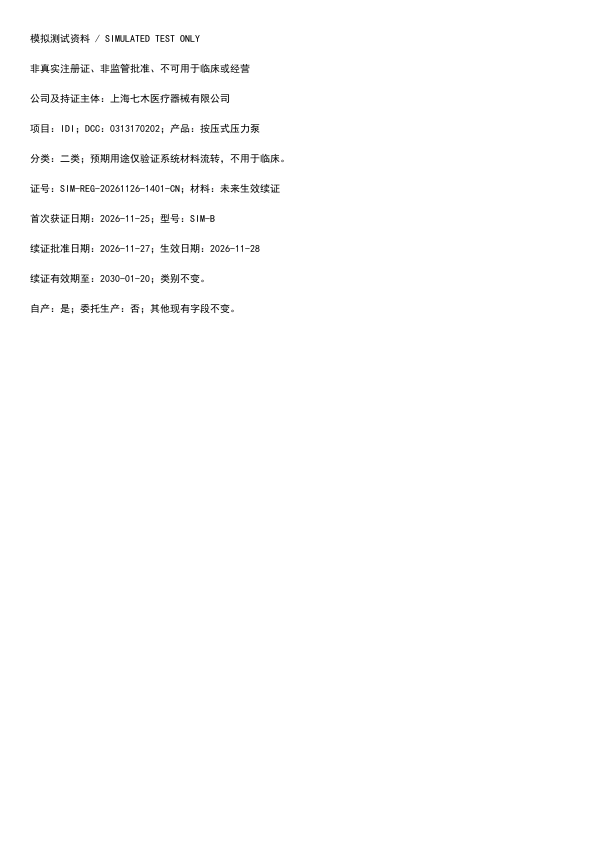 模拟测试资料 / SIMULATED TEST ONLY
非真实注册证、非监管批准、不可用于临床或经营
公司及持证主体：上海七木医疗器械有限公司
项目：IDI；DCC：0313170202；产品：按压式压力泵
分类：二类；预期用途仅验证系统材料流转，不用于临床。
证号：SIM-REG-20261126-1401-CN；材料：未来生效续证
首次获证日期：2026-11-25；型号：SIM-B
续证批准日期：2026-11-27；生效日期：2026-11-28
续证有效期至：2030-01-20；类别不变。
自产：是；委托生产：否；其他现有字段不变。